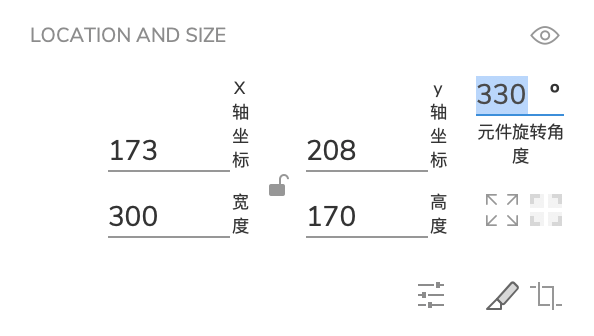 LOCATION AND SIZE
173
X
轴
坐
标
208
y
轴
坐
标
330 °
元件旋转角
度
300
宽
度
170
高
度